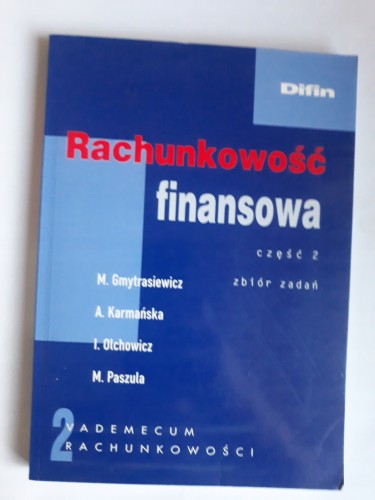 Difin
Rachunkowość
finansowa
część 2
zbiór zadań
M. Gmytrasiewicz
A. Karmańska
I. Olchowicz
M. Paszula
2 VADEMECUM
RACHUNKOWOŚCI